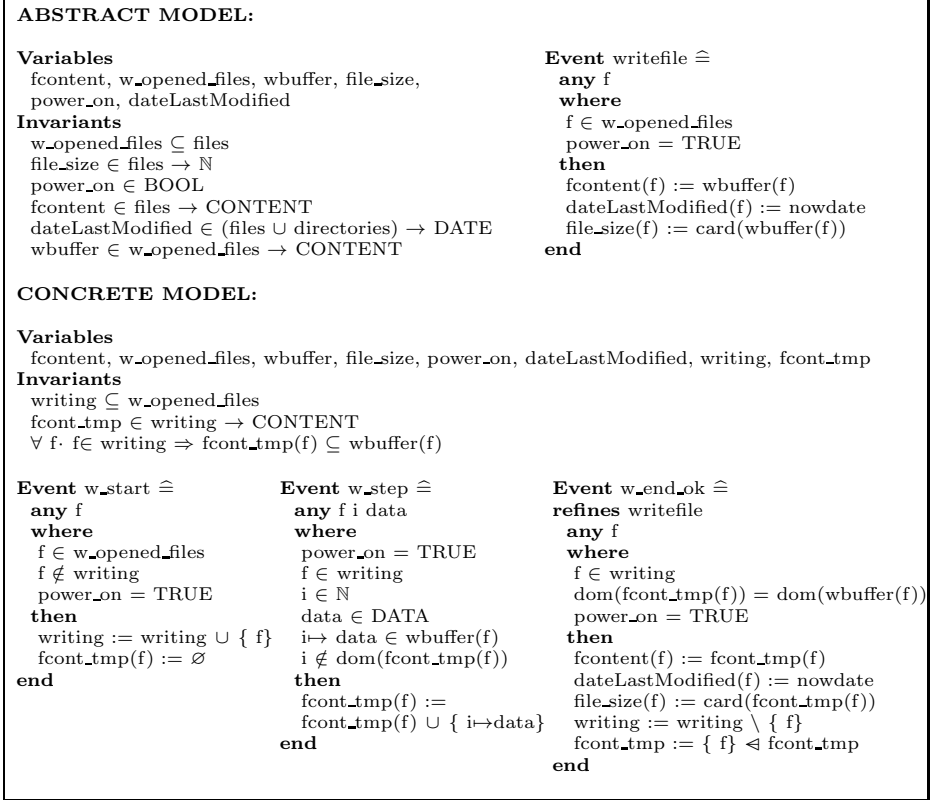 ABSTRACT MODEL:
Variables
fcontent, w_opened_files, wbuffer, file_size,
power_on, dateLastModified
Invariants
w_opened_files ⊆ files
file_size ∈ files → ℕ
power_on ∈ BOOL
fcontent ∈ files → CONTENT
dateLastModified ∈ (files ∪ directories) → DATE
wbuffer ∈ w_opened_files → CONTENT
Event writefile ≙
any f
where
f ∈ w_opened_files
power_on = TRUE
then
fcontent(f) := wbuffer(f)
dateLastModified(f) := nowdate
file_size(f) := card(wbuffer(f))
end
CONCRETE MODEL:
Variables
fcontent, w_opened_files, wbuffer, file_size, power_on, dateLastModified, writing, fcont_tmp
Invariants
writing ⊆ w_opened_files
fcont_tmp ∈ writing → CONTENT
∀ f· f∈ writing ⇒ fcont_tmp(f) ⊆ wbuffer(f)
Event w_start ≙
any f
where
f ∈ w_opened_files
f ∉ writing
power_on = TRUE
then
writing := writing ∪ { f}
fcont_tmp(f) := ∅
end
Event w_step ≙
any f i data
where
power_on = TRUE
f ∈ writing
i ∈ ℕ
data ∈ DATA
i↦ data ∈ wbuffer(f)
i ∉ dom(fcont_tmp(f))
then
fcont_tmp(f) :=
fcont_tmp(f) ∪ { i↦data}
end
Event w_end_ok ≙
refines writefile
any f
where
f ∈ writing
dom(fcont_tmp(f)) = dom(wbuffer(f))
power_on = TRUE
then
fcontent(f) := fcont_tmp(f)
dateLastModified(f) := nowdate
file_size(f) := card(fcont_tmp(f))
writing := writing \ { f}
fcont_tmp := { f} ⩤ fcont_tmp
end